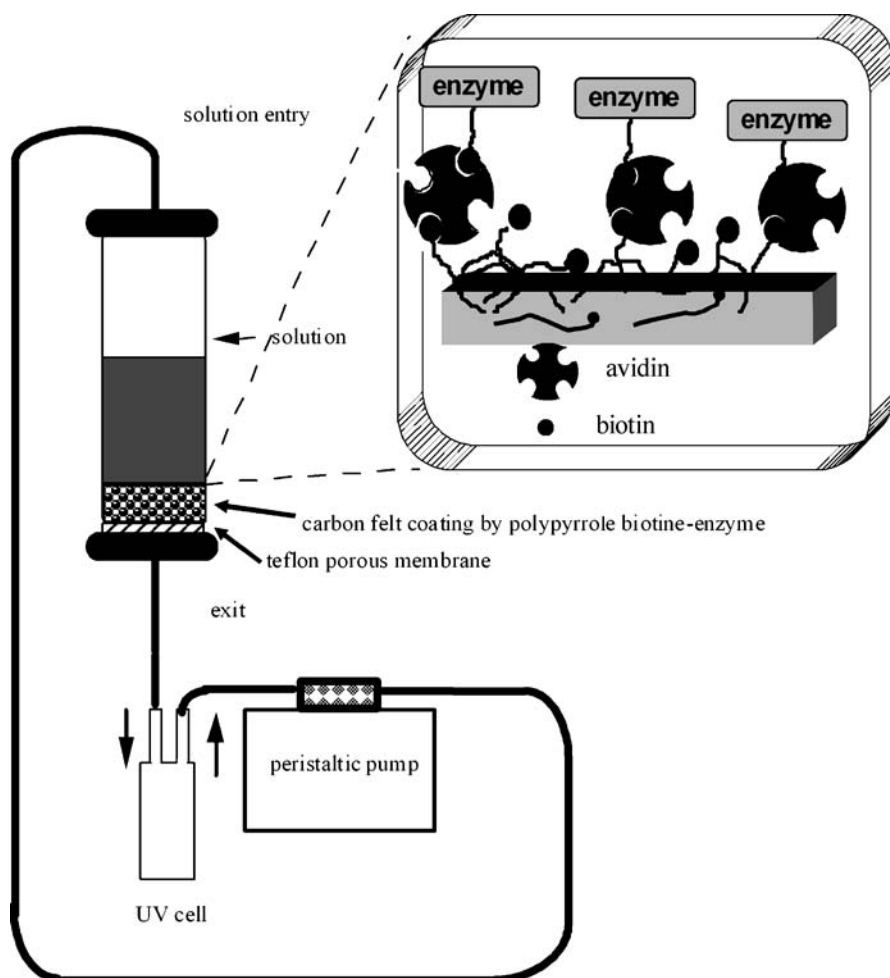 enzyme
enzyme
enzyme
solution entry
solution
avidin
biotin
carbon felt coating by polypyrrole biotine-enzyme
teflon porous membrane
exit
peristaltic pump
UV cell